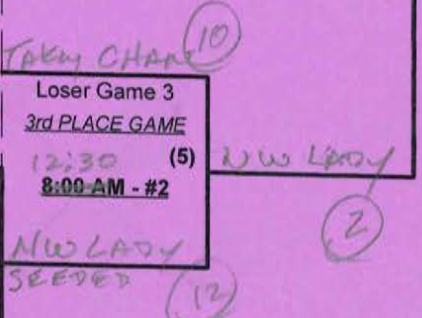 10
TAKEN CHAN
Loser Game 3
3rd PLACE GAME
12:30 (5)
8:00 AM - #2
NW LADY
2
NW LADY
SEEDED
12